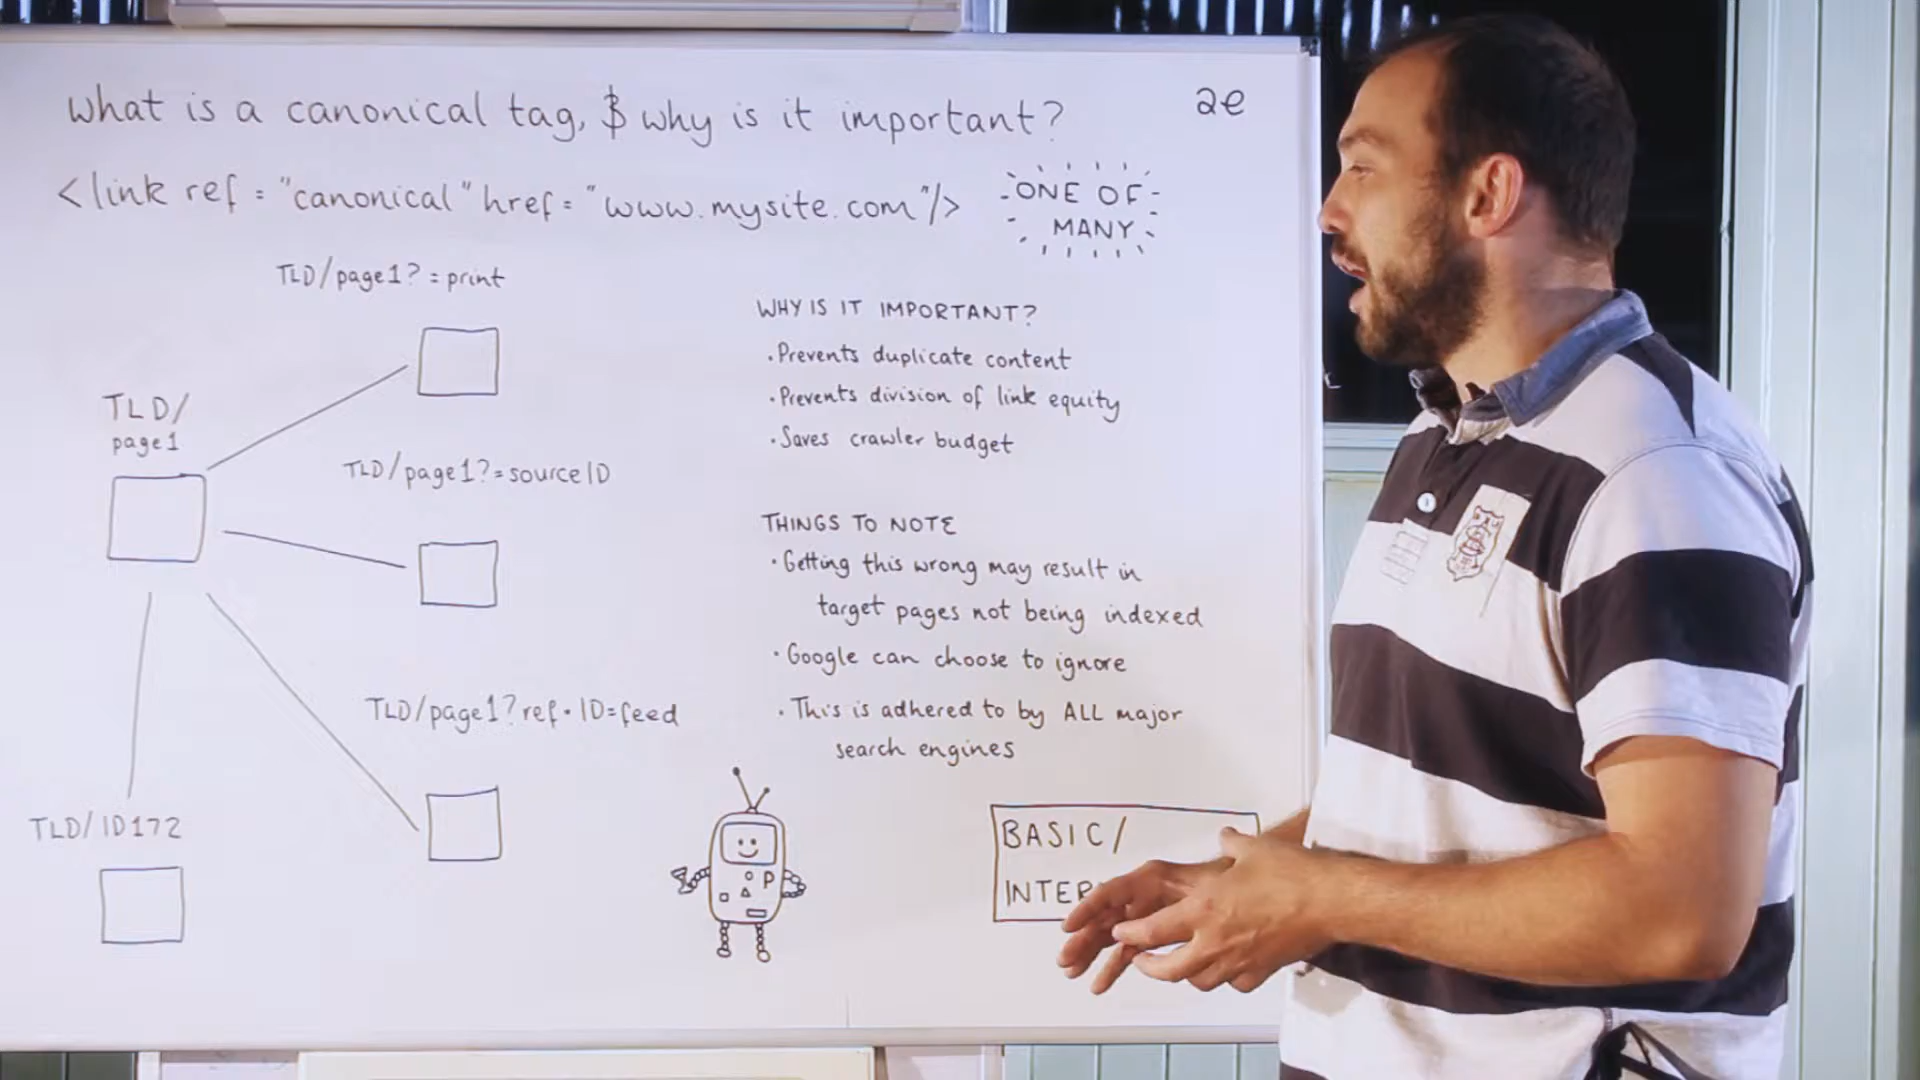 what is a canonical tag, $ why is it important?
2e
<link ref = "canonical" href = "www.mysite.com"/>
ONE OF
MANY
TLD/page1? = print
TLD/
page1
TLD/page1?=sourceID
TLD/page1?ref·ID=feed
TLD/ID172
WHY IS IT IMPORTANT?
·Prevents duplicate content
·Prevents division of link equity
·Saves crawler budget
THINGS TO NOTE
·Getting this wrong may result in
target pages not being indexed
·Google can choose to ignore
·This is adhered to by ALL major
search engines
P
BASIC/